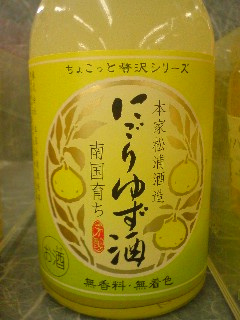 ちょこっと贅沢シリーズ
本家松浦酒造
にごりゆず酒
南国育ち
お酒
無香料・無着色